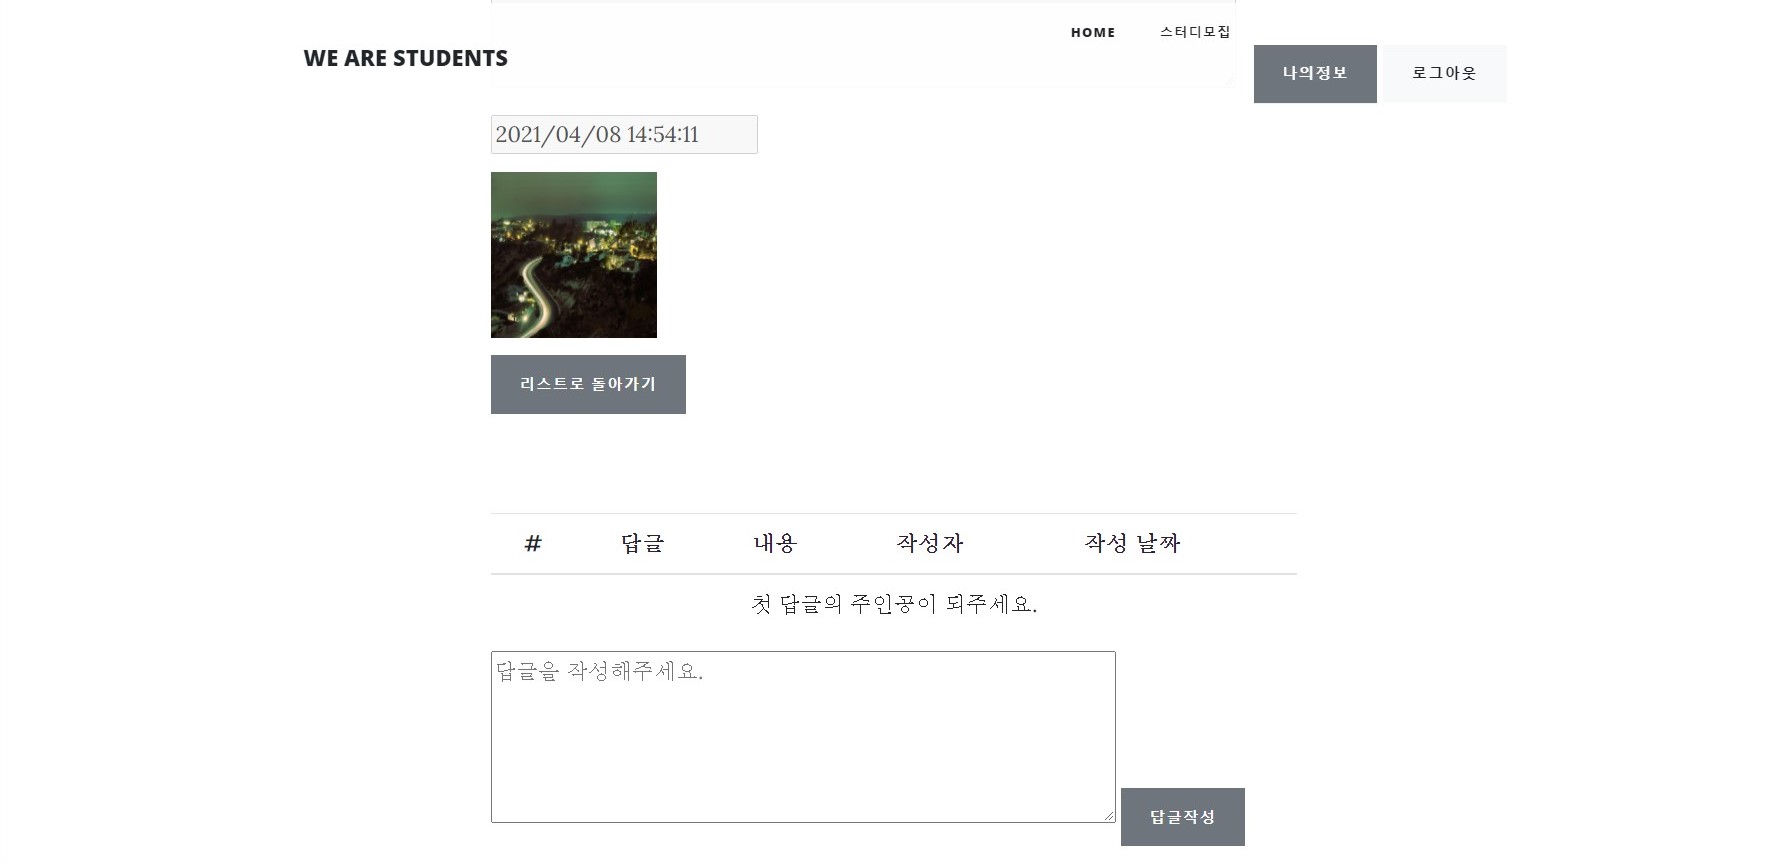 HOME 스터디모집
WE ARE STUDENTS
나의정보 로그아웃
2021/04/08 14:54:11
리스트로 돌아가기
# 답글 내용 작성자 작성 날짜
첫 답글의 주인공이 되주세요.
답글을 작성해주세요.
답글작성